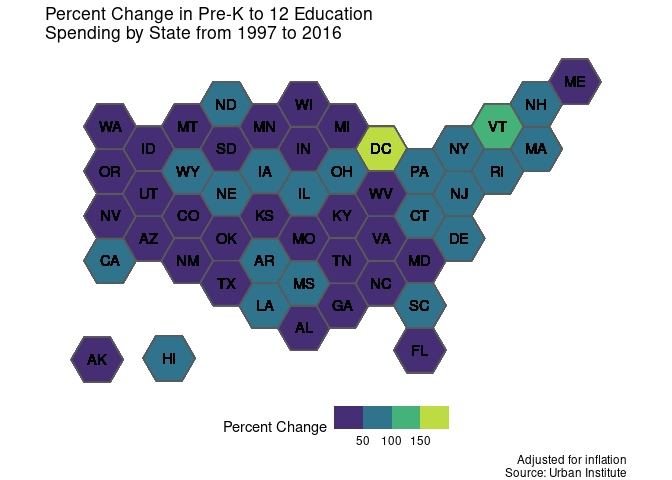 Percent Change in Pre-K to 12 Education
Spending by State from 1997 to 2016
ME
ND WI NH
WA MT MN MI VT
ID SD IN DC NY MA
OR WY IA OH PA RI
UT NE IL WV NJ
NV CO KS KY CT
AZ OK MO VA DE
CA NM AR TN MD
TX MS NC
LA GA SC
AL
FL
AK HI
Percent Change
50 100 150
Adjusted for inflation
Source: Urban Institute